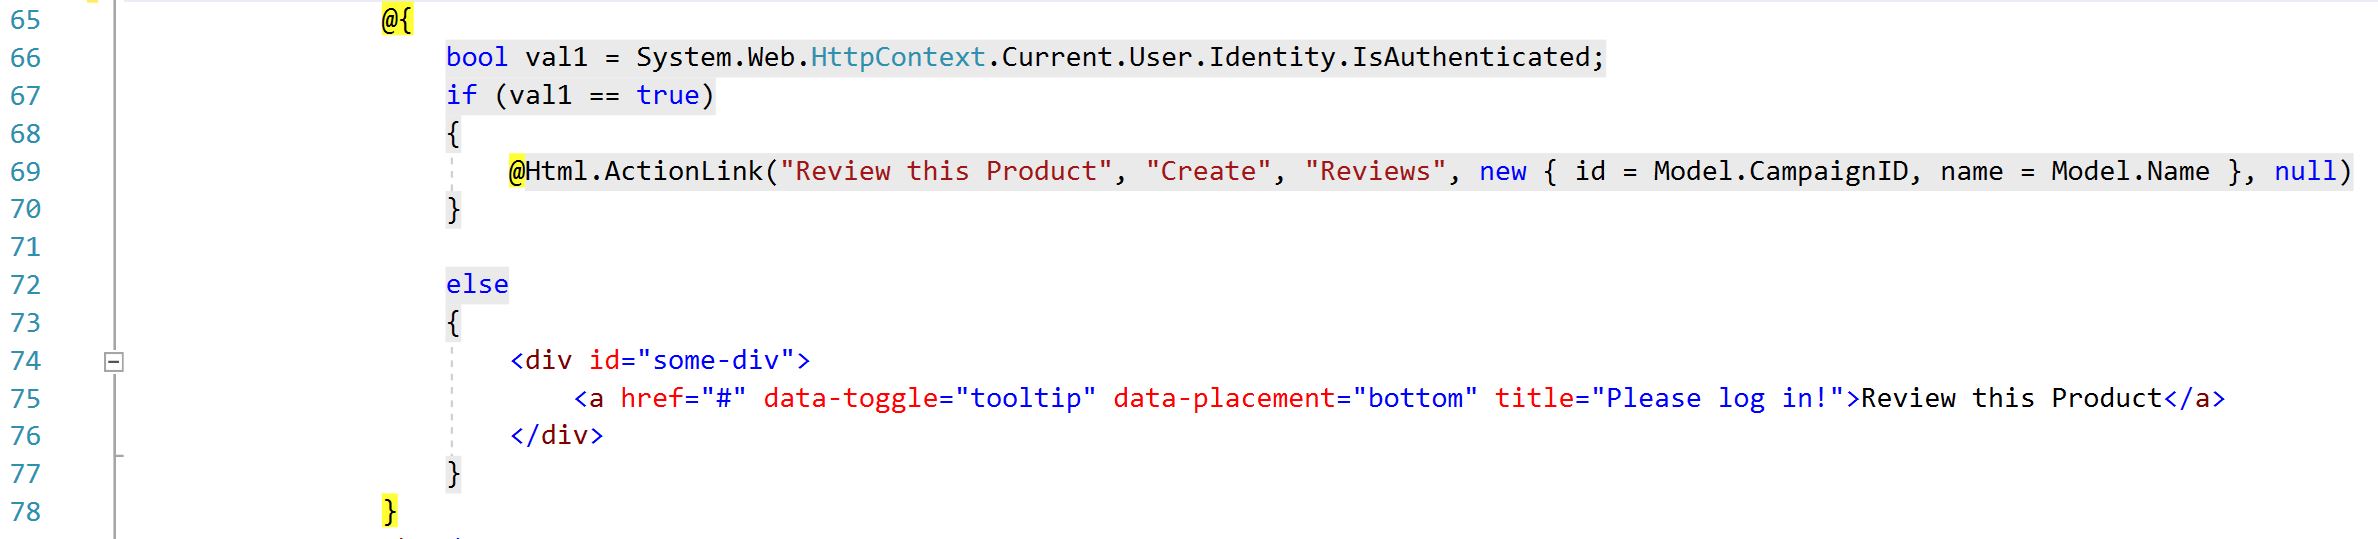 65 @{
66 bool val1 = System.Web.HttpContext.Current.User.Identity.IsAuthenticated;
67 if (val1 == true)
68 {
69 @Html.ActionLink("Review this Product", "Create", "Reviews", new { id = Model.CampaignID, name = Model.Name }, null)
70 }
71
72 else
73 {
74 <div id="some-div">
75 <a href="#" data-toggle="tooltip" data-placement="bottom" title="Please log in!">Review this Product</a>
76 </div>
77 }
78 }